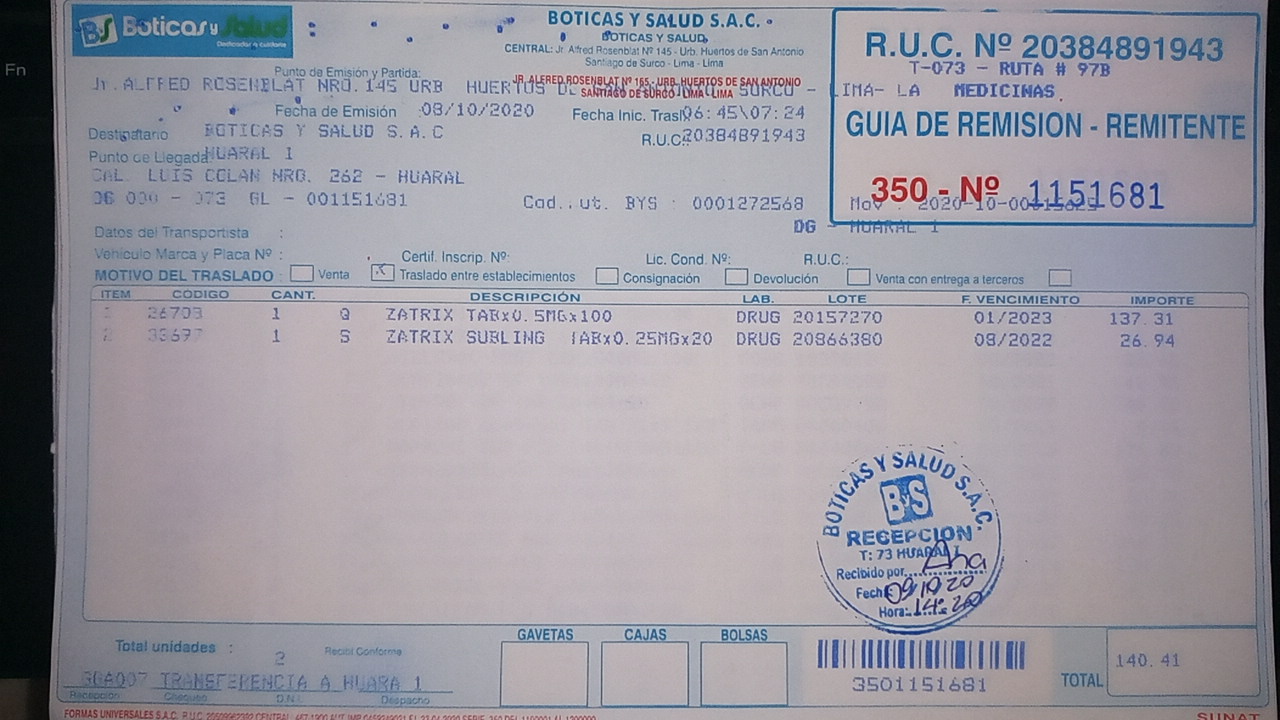 Fn
BS Boticas y Salud
Dedicados a cuidarte
BOTICAS Y SALUD S.A.C.
BOTICAS Y SALUD
CENTRAL: Jr. Alfred Rosenblat Nº 145 - Urb. Huertos de San Antonio
Santiago de Surco - Lima - Lima
JR. ALFRED ROSENBLAT Nº 165 - URB. HUERTOS DE SAN ANTONIO
SANTIAGO DE SURCO - LIMA - LIMA
R.U.C. Nº 20384891943
T-073 - RUTA # 97B
MEDICINAS
GUIA DE REMISION - REMITENTE
350 - Nº 1151681
Punto de Emisión y Partida:
Jr. ALFRED ROSENBLAT NRO. 145 URB HUERTOS SURCO - LIMA- LA
Fecha de Emisión 08/10/2020 Fecha Inic. Trasl. 06:45\07:24
Destinatario BOTICAS Y SALUD S.A.C R.U.C. 20384891943
Punto de Llegada HUARAL I
CAL. LUIS COLAN NRO. 262 - HUARAL
073 GL - 001151681 BYS : 0001272568 Mov : 2020-10-
DG - HUARAL 1
Datos del Transportista :
Vehículo Marca y Placa Nº : Certif. Inscrip. Nº: Lic. Cond. Nº: R.U.C.:
MOTIVO DEL TRASLADO : Venta X Traslado entre establecimientos Consignación Devolución Venta con entrega a terceros
ITEM CÓDIGO CANT. DESCRIPCIÓN LAB. LOTE F. VENCIMIENTO IMPORTE
1 26703 1 Q ZATRIX TABx0.5MGx100 DRUG 20157270 01/2023 137.31
2 33697 1 S ZATRIX SUBLING TABx0.25MGx20 DRUG 20866380 08/2022 26.94
BOTICAS Y SALUD S.A.C.
BS
RECEPCION
T: 73 HUARAL I
Recibido por Ana
Fecha 09/10/20
Hora: 14:20
GAVETAS CAJAS BOLSAS
Total unidades : 2 Recibí Conforme
TRANSFERENCIA A HUARA 1
Recepción Chequeo D.N.I. Despacho
3501151681
TOTAL 140.41
FORMAS UNIVERSALES S.A.C.
SUNAT